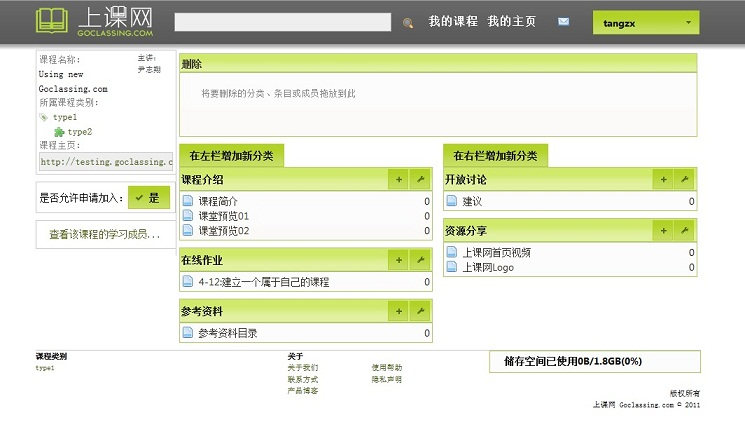 上课网
GOCLASSING.COM
我的课程 我的主页
tangzx
课程名称:
Using new
Goclassing.com
主讲:
尹志翔
所属课程类别:
type1
type2
课程主页:
http://testing.goclassing.c
是否允许申请加入:
是
查看该课程的学习成员...
删除
将要删除的分类、条目或成员拖放到此
在左栏增加新分类
课程介绍
课程简介 0
课堂预览01 0
课堂预览02 0
在线作业
4-12:建立一个属于自己的课程 0
参考资料
参考资料目录 0
在右栏增加新分类
开放讨论
建议 0
资源分享
上课网首页视频 0
上课网Logo 0
课程类别
type1
关于
关于我们 使用帮助
联系方式 隐私声明
产品博客
储存空间已使用0B/1.8GB(0%)
版权所有
上课网 Goclassing.com © 2011